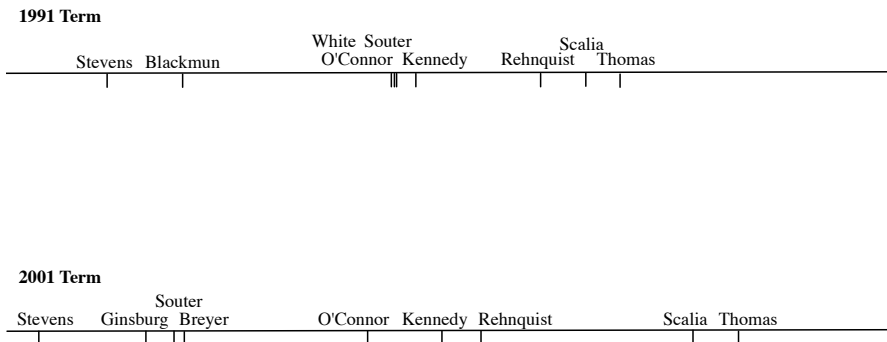 1991 Term
White Souter Scalia
Stevens Blackmun O'Connor Kennedy Rehnquist Thomas
2001 Term
Souter
Stevens Ginsburg Breyer O'Connor Kennedy Rehnquist Scalia Thomas